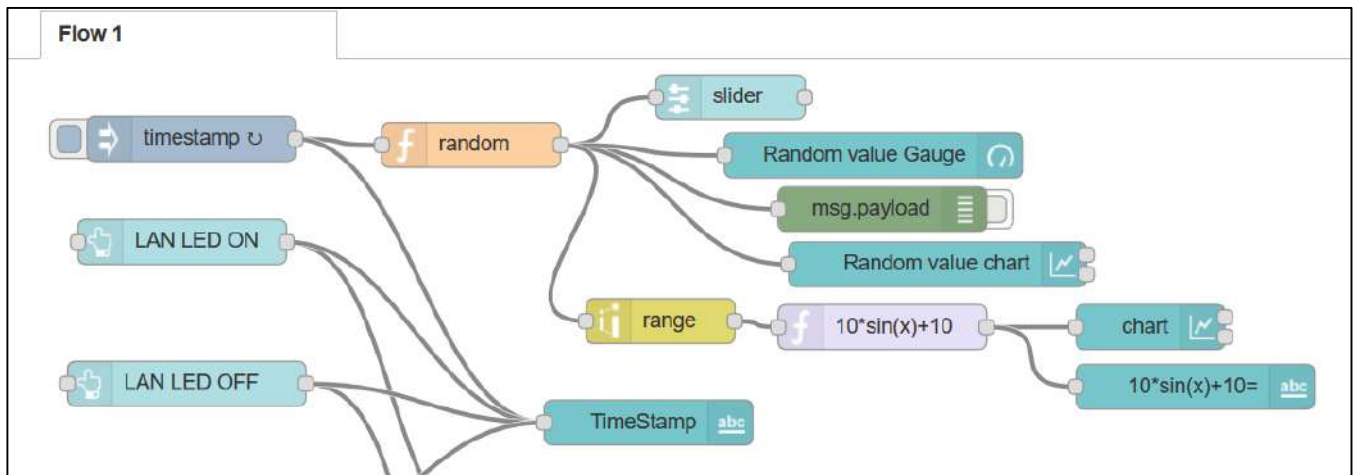 Flow 1
slider
timestamp ↻
random
Random value Gauge
msg.payload
LAN LED ON
Random value chart
range
10*sin(x)+10
chart
LAN LED OFF
10*sin(x)+10=
abc
TimeStamp
abc